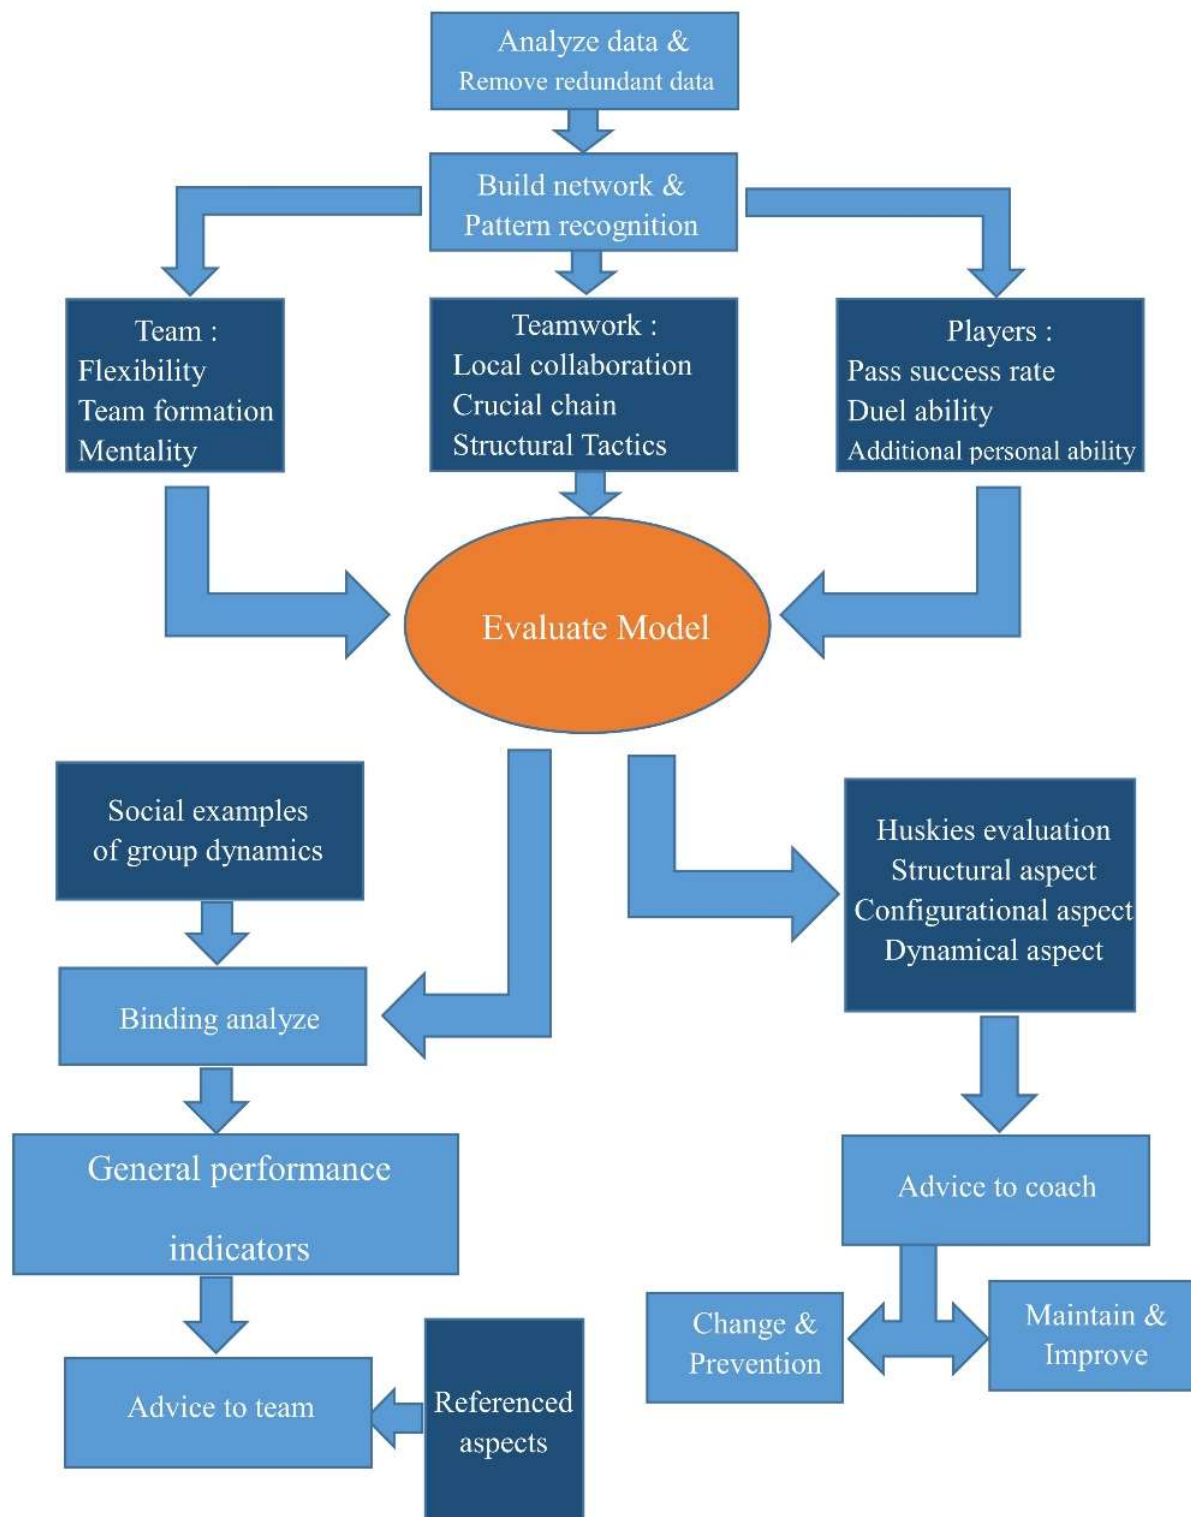 Analyze data &
Remove redundant data
Build network &
Pattern recognition
Team :
Flexibility
Team formation
Mentality
Teamwork :
Local collaboration
Crucial chain
Structural Tactics
Players :
Pass success rate
Duel ability
Additional personal ability
Evaluate Model
Social examples
of group dynamics
Huskies evaluation
Structural aspect
Configurational aspect
Dynamical aspect
Binding analyze
General performance
indicators
Advice to coach
Change &
Prevention
Maintain &
Improve
Advice to team
Referenced
aspects